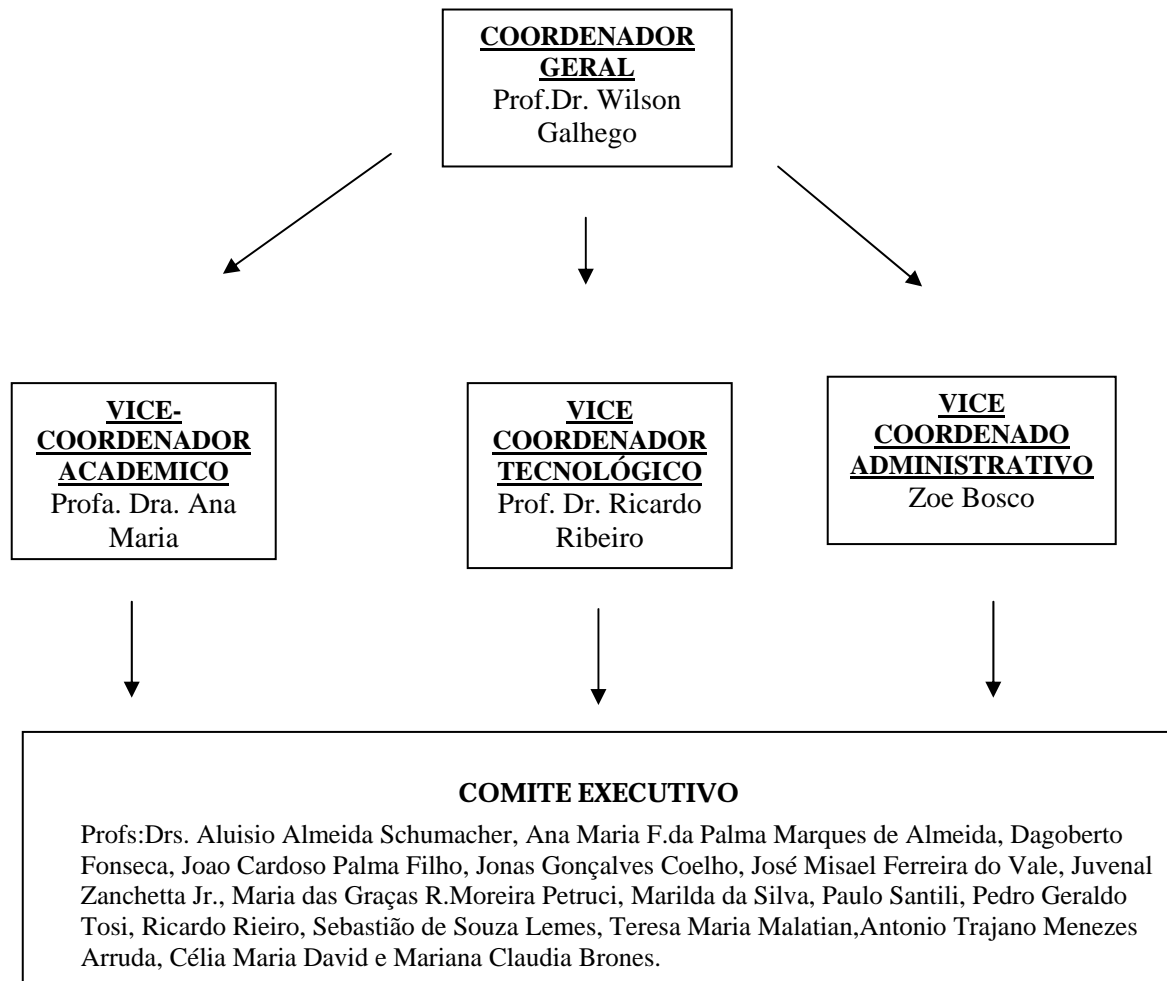 COORDENADOR
GERAL
Prof.Dr. Wilson
Galhego
VICE-
COORDENADOR
ACADEMICO
Profa. Dra. Ana
Maria
VICE
COORDENADOR
TECNOLÓGICO
Prof. Dr. Ricardo
Ribeiro
VICE
COORDENADO
ADMINISTRATIVO
Zoe Bosco
COMITE EXECUTIVO
Profs:Drs. Aluisio Almeida Schumacher, Ana Maria F.da Palma Marques de Almeida, Dagoberto
Fonseca, Joao Cardoso Palma Filho, Jonas Gonçalves Coelho, José Misael Ferreira do Vale, Juvenal
Zanchetta Jr., Maria das Graças R.Moreira Petruci, Marilda da Silva, Paulo Santili, Pedro Geraldo
Tosi, Ricardo Rieiro, Sebastião de Souza Lemes, Teresa Maria Malatian,Antonio Trajano Menezes
Arruda, Célia Maria David e Mariana Claudia Brones.